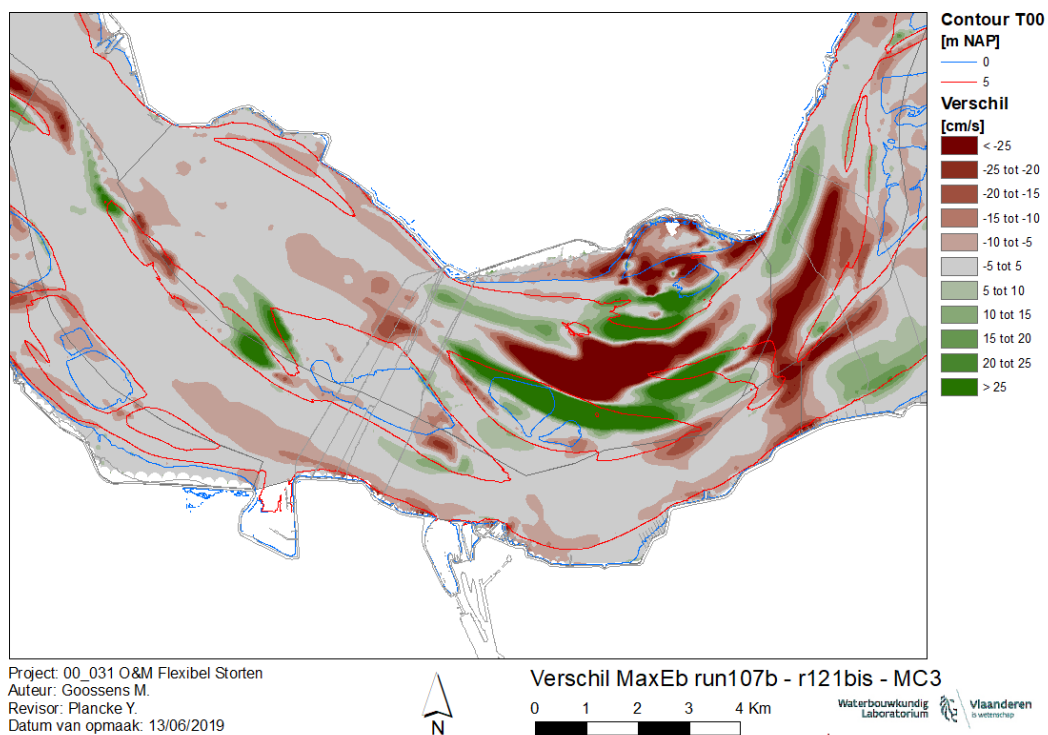 Contour T00
[m NAP]
0
5
Verschil
[cm/s]
< -25
-25 tot -20
-20 tot -15
-15 tot -10
-10 tot -5
-5 tot 5
5 tot 10
10 tot 15
15 tot 20
20 tot 25
> 25
Project: 00_031 O&M Flexibel Storten
Auteur: Goossens M.
Revisor: Plancke Y.
Datum van opmaak: 13/06/2019
N
Verschil MaxEb run107b - r121bis - MC3
0 1 2 3 4 Km
Waterbouwkundig
Laboratorium
Vlaanderen
is wetenschap